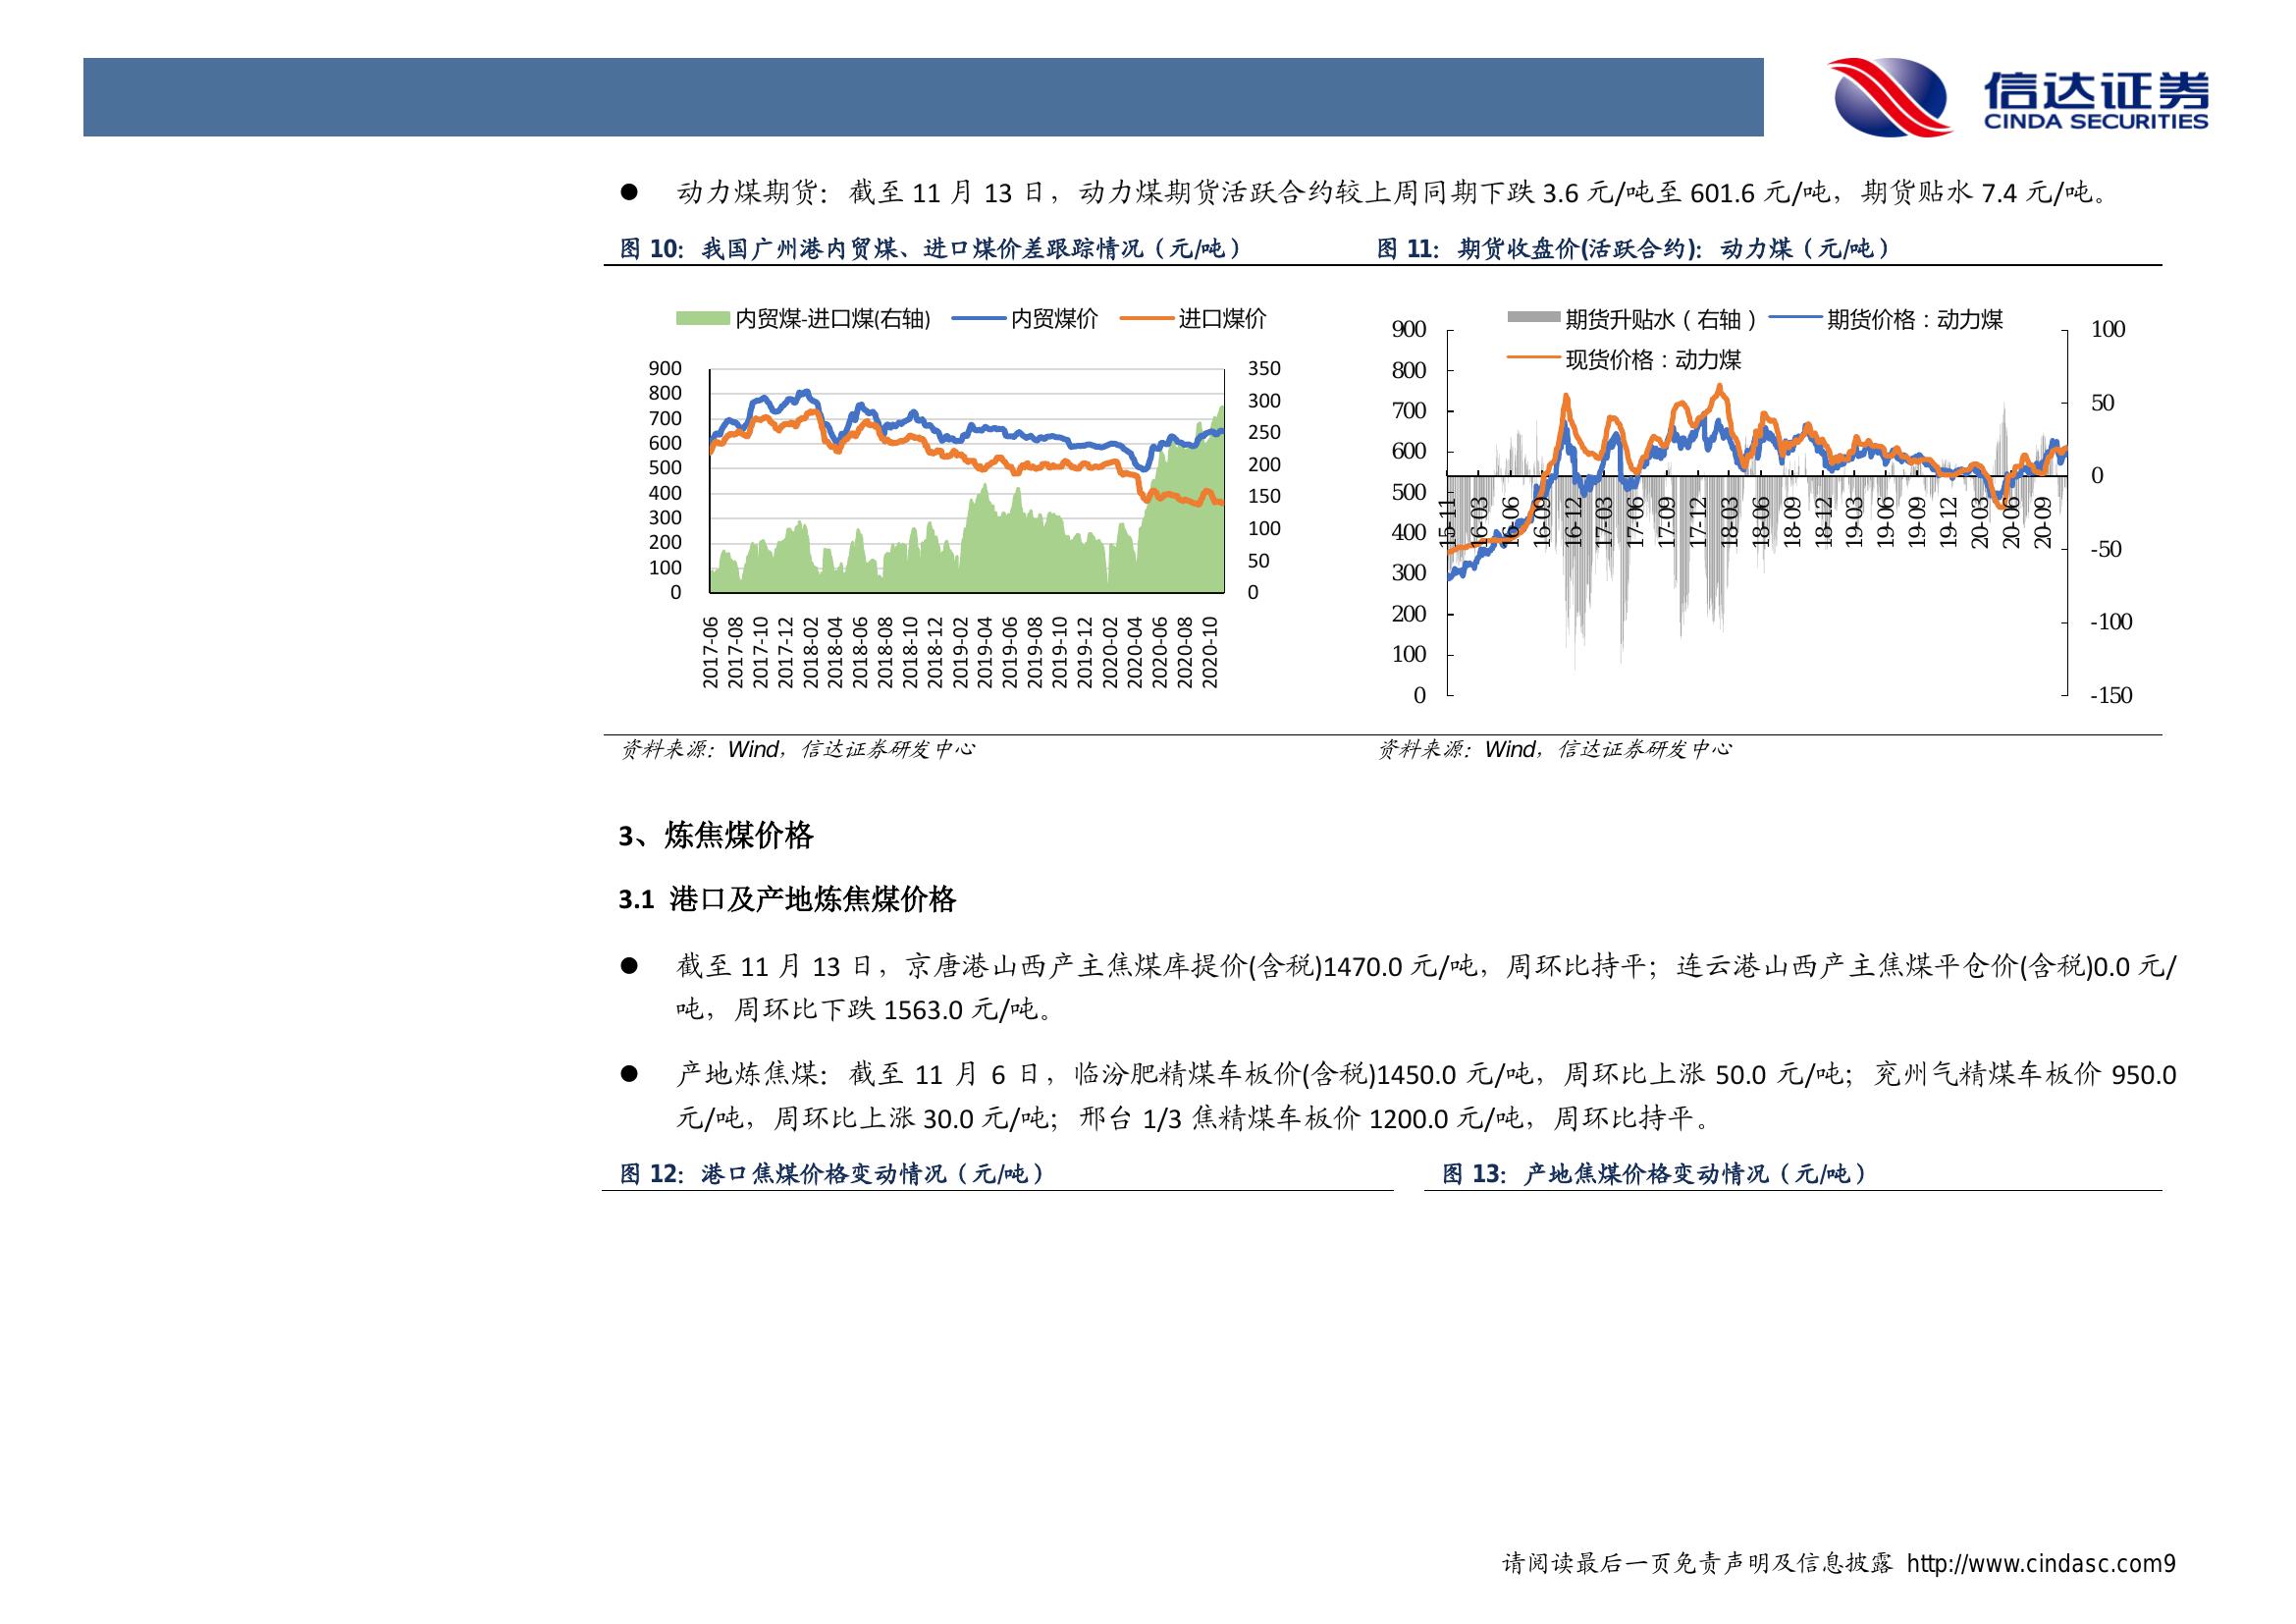 信达证券
CINDA SECURITIES
● 动力煤期货：截至 11 月 13 日，动力煤期货活跃合约较上周同期下跌 3.6 元/吨至 601.6 元/吨，期货贴水 7.4 元/吨。
图 10：我国广州港内贸煤、进口煤价差跟踪情况（元/吨）
内贸煤-进口煤(右轴) 内贸煤价 进口煤价
900 350
800 300
700 250
600 200
500 150
400 100
300 50
200 0
100
0
2017-06 2017-08 2017-10 2017-12 2018-02 2018-04 2018-06 2018-08 2018-10 2018-12 2019-02 2019-04 2019-06 2019-08 2019-10 2019-12 2020-02 2020-04 2020-06 2020-08 2020-10
资料来源：Wind，信达证券研发中心
图 11：期货收盘价(活跃合约)：动力煤（元/吨）
期货升贴水（右轴） 期货价格：动力煤
现货价格：动力煤
900 100
800 50
700 0
600 -50
500 -100
400 -150
300
200
100
0
15-11 16-03 16-06 16-09 16-12 17-03 17-06 17-09 17-12 18-03 18-06 18-09 18-12 19-03 19-06 19-09 19-12 20-03 20-06 20-09
资料来源：Wind，信达证券研发中心
3、炼焦煤价格
3.1 港口及产地炼焦煤价格
● 截至 11 月 13 日，京唐港山西产主焦煤库提价(含税)1470.0 元/吨，周环比持平；连云港山西产主焦煤平仓价(含税)0.0 元/
吨，周环比下跌 1563.0 元/吨。
● 产地炼焦煤：截至 11 月 6 日，临汾肥精煤车板价(含税)1450.0 元/吨，周环比上涨 50.0 元/吨；兖州气精煤车板价 950.0
元/吨，周环比上涨 30.0 元/吨；邢台 1/3 焦精煤车板价 1200.0 元/吨，周环比持平。
图 12：港口焦煤价格变动情况（元/吨）
图 13：产地焦煤价格变动情况（元/吨）
请阅读最后一页免责声明及信息披露 http://www.cindasc.com9